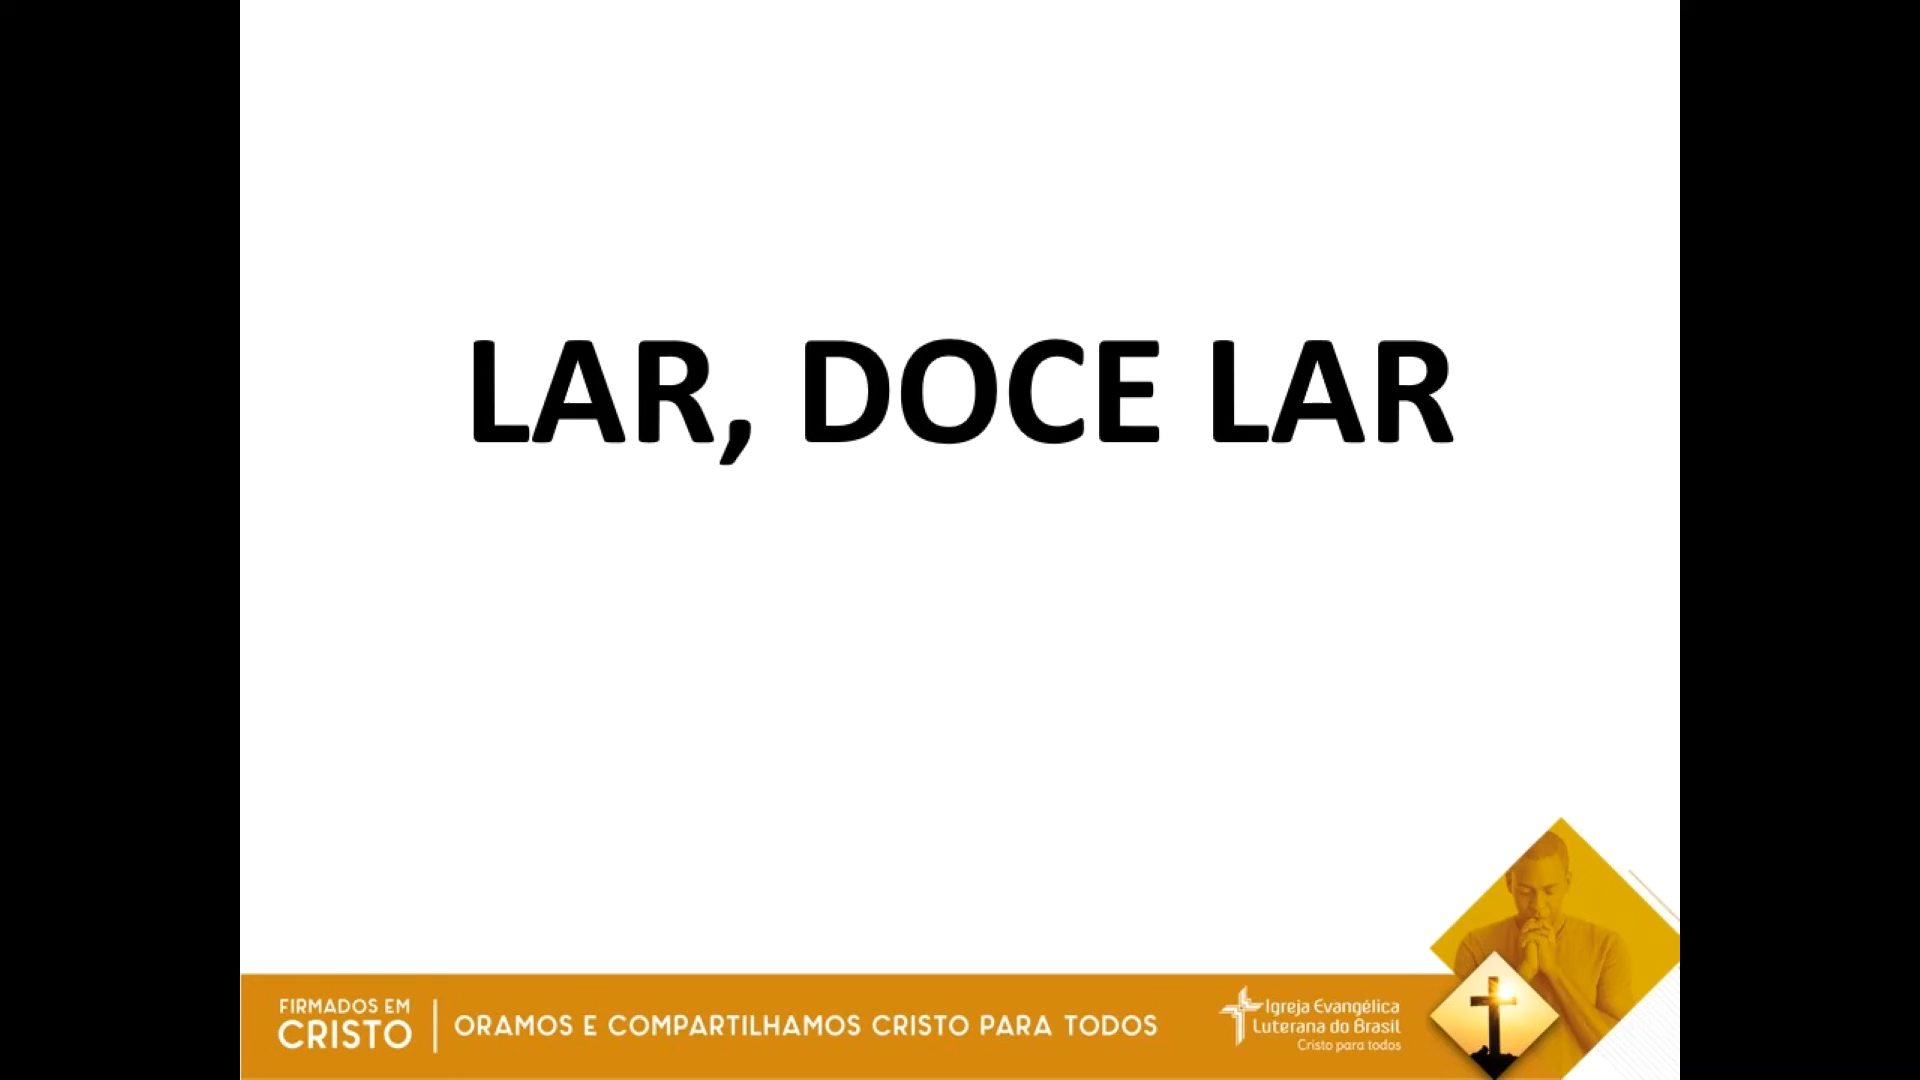 LAR, DOCE LAR
FIRMADOS EM
CRISTO
ORAMOS E COMPARTILHAMOS CRISTO PARA TODOS
Igreja Evangélica
Luterana do Brasil
Cristo para todos